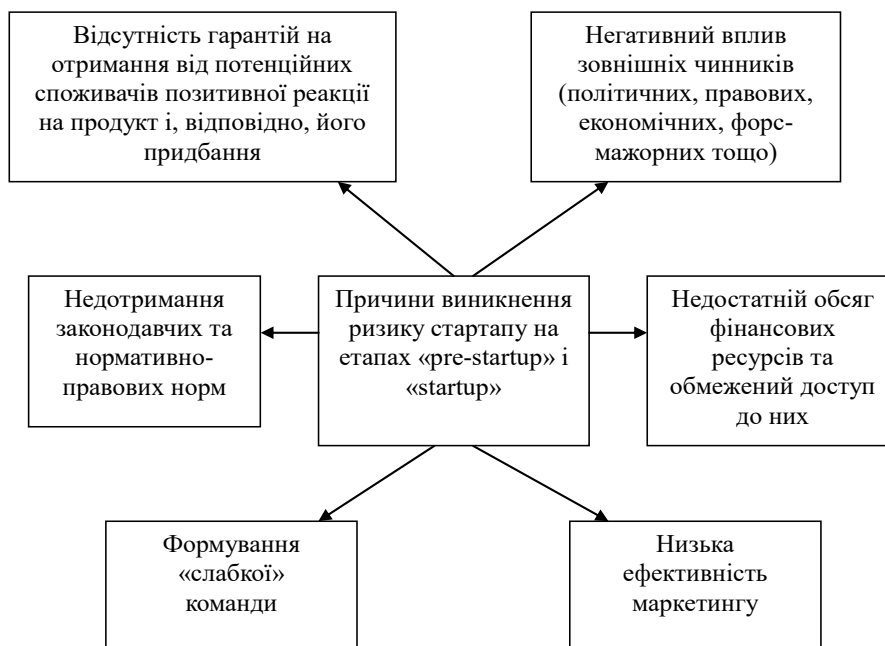 Відсутність гарантій на
отримання від потенційних
споживачів позитивної реакції
на продукт і, відповідно, його
придбання
Негативний вплив
зовнішніх чинників
(політичних, правових,
економічних, форс-
мажорних тощо)
Недотримання
законодавчих та
нормативно-
правових норм
Причини виникнення
ризику стартапу на
етапах «pre-startup» і
«startup»
Недостатній обсяг
фінансових
ресурсів та
обмежений доступ
до них
Формування
«слабкої»
команди
Низька
ефективність
маркетингу